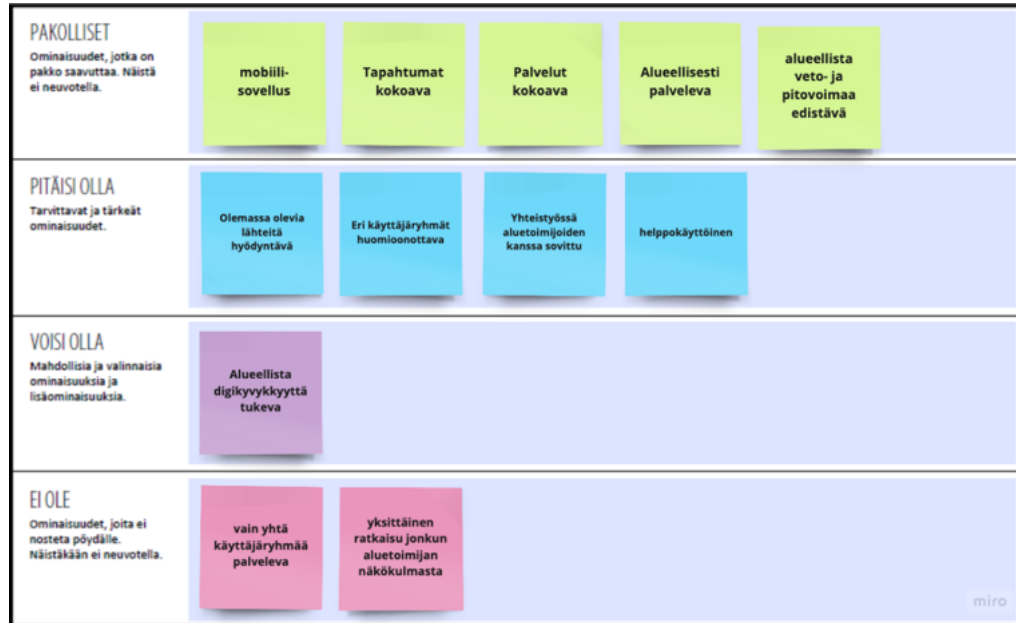 PAKOLLISET
Ominaisuudet, jotka on
pakko saavuttaa. Näistä
ei neuvotella.
mobiili-
sovellus
Tapahtumat
kokoava
Palvelut
kokoava
Alueellisesti
palveleva
alueellista
veto- ja
pitovoimaa
edistävä
PITÄISI OLLA
Tarvittavat ja tärkeät
ominaisuudet.
Olemassa olevia
lähteitä
hyödyntävä
Eri käyttäjäryhmät
huomioonottava
Yhteistyössä
aluetoimijoiden
kanssa sovittu
helppokäyttöinen
VOISI OLLA
Mahdollisia ja valinnaisia
ominaisuuksia ja
lisäominaisuuksia.
Alueellista
digikyvykkyyttä
tukeva
EI OLE
Ominaisuudet, joita ei
nosteta pöydälle.
Näistäkään ei neuvotella.
vain yhtä
käyttäjäryhmää
palveleva
yksittäinen
ratkaisu jonkun
aluetoimijan
näkökulmasta
miro